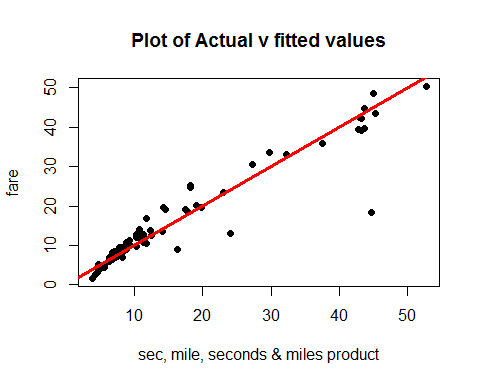 Plot of Actual v fitted values
fare
50
40
30
20
10
0
10 20 30 40 50
sec, mile, seconds & miles product